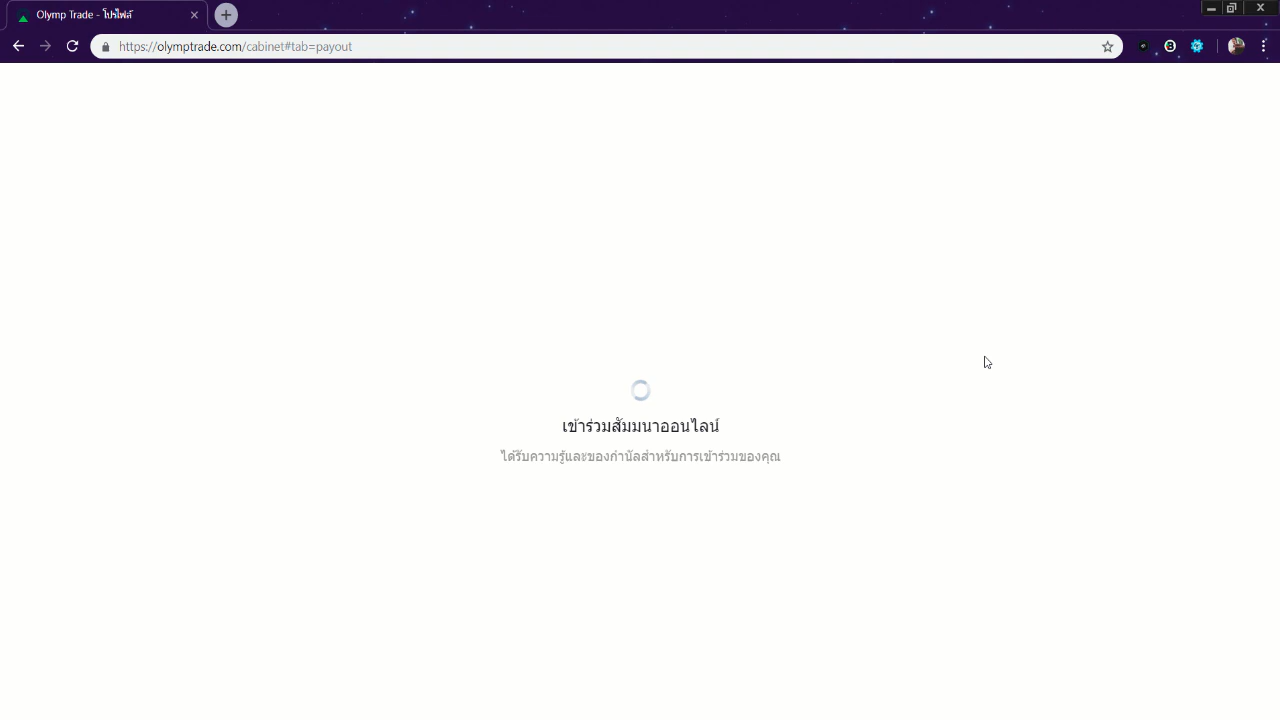 Olymp Trade - โปรไฟล์
https://olymptrade.com/cabinet#tab=payout
เข้าร่วมสัมมนาออนไลน์
ได้รับความรู้และของกำนัลสำหรับการเข้าร่วมของคุณ